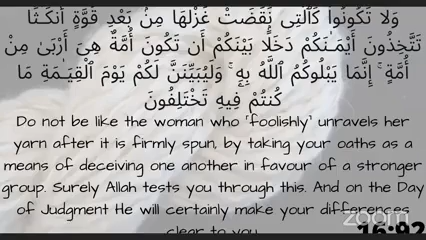 وَلَا تَكُونُوا۟ كَٱلَّتِى نَقَضَتْ غَزْلَهَا مِنۢ بَعْدِ قُوَّةٍ أَنكَـٰثًا
تَتَّخِذُونَ أَيْمَـٰنَكُمْ دَخَلًۢا بَيْنَكُمْ أَن تَكُونَ أُمَّةٌ هِىَ أَرْبَىٰ مِنْ
أُمَّةٍ ۚ إِنَّمَا يَبْلُوكُمُ ٱللَّهُ بِهِۦ ۚ وَلَيُبَيِّنَنَّ لَكُمْ يَوْمَ ٱلْقِيَـٰمَةِ مَا
كُنتُمْ فِيهِ تَخْتَلِفُونَ
Do not be like the woman who ˹foolishly˺ unravels her
yarn after it is firmly spun, by taking your oaths as a
means of deceiving one another in favour of a stronger
group. Surely Allah tests you through this. And on the Day
of Judgment He will certainly make your differences
clear to you
zoom
16:92